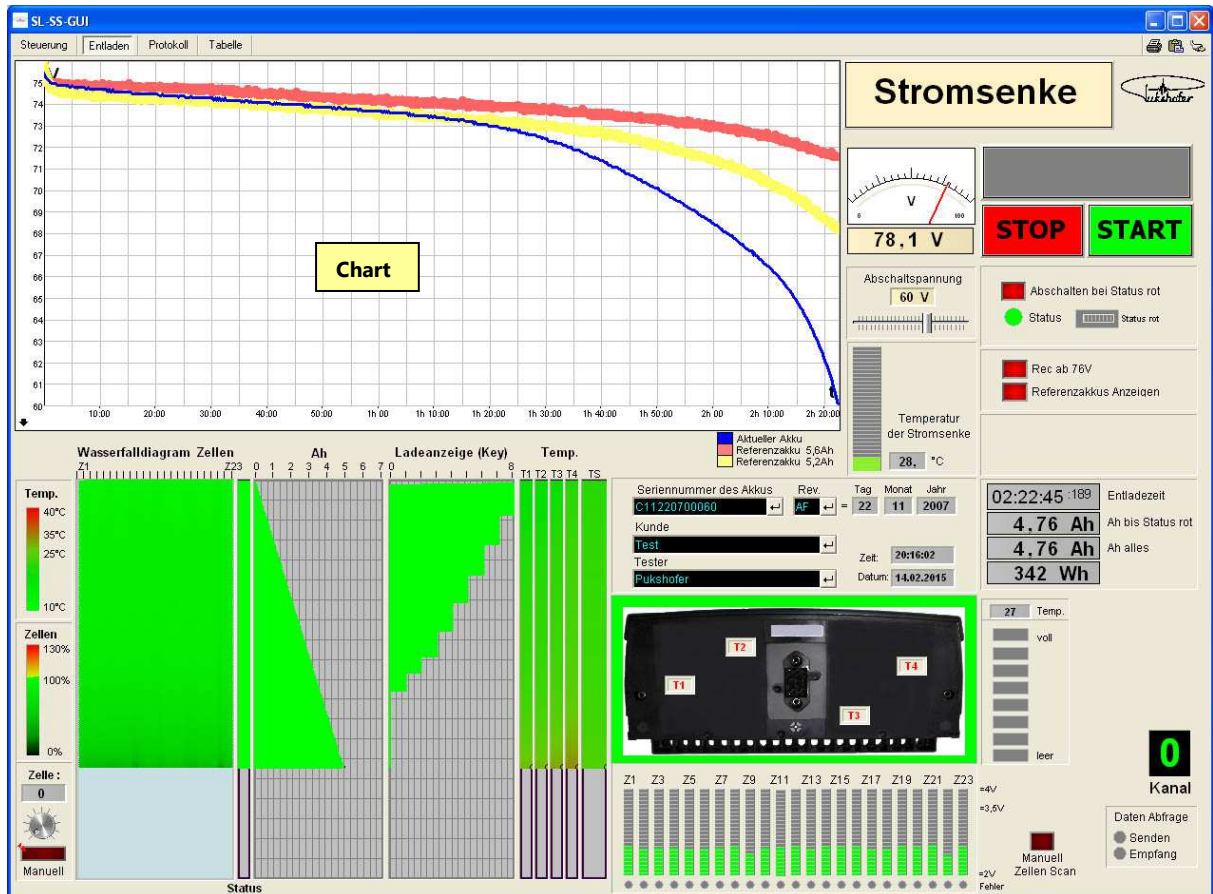 SL-SS-GUI
Steuerung Entladen Protokoll Tabelle
75
74
73
72
71
70
69
68
67
66
65
64
63
62
61
60
V
t
10:00 20:00 30:00 40:00 50:00 1h 00 1h 10:00 1h 20:00 1h 30:00 1h 40:00 1h 50:00 2h 00 2h 10:00 2h 20:00
Chart
Stromsenke
Pukshofer
V
0 100
78,1 V
STOP START
Abschaltspannung
60 V
Abschalten bei Status rot
Status Status rot
Rec ab 76V
Referenzakkus Anzeigen
Temperatur
der Stromsenke
28, °C
Aktueller Akku
Referenzakku 5,6Ah
Referenzakku 5,2Ah
Wasserfalldiagram Zellen Ah Ladeanzeige (Key) Temp.
Z1 Z23 0 1 2 3 4 5 6 7 0 8 T1 T2 T3 T4 TS
Temp.
40°C
35°C
25°C
10°C
Zellen
130%
100%
0%
Zelle :
0
Manuell
Status
Seriennummer des Akkus Rev. Tag Monat Jahr
C11220700060 AF = 22 11 2007
Kunde
Test
Zeit: 20:16:02
Tester
Pukshofer Datum: 14.02.2015
02:22:45 :189 Entladezeit
4,76 Ah Ah bis Status rot
4,76 Ah Ah alles
342 Wh
T1
T2
T3
T4
27 Temp.
voll
leer
Z1 Z3 Z5 Z7 Z9 Z11 Z13 Z15 Z17 Z19 Z21 Z23
=4V
=3,5V
=2V
Fehler
Manuell
Zellen Scan
0
Kanal
Daten Abfrage
Senden
Empfang